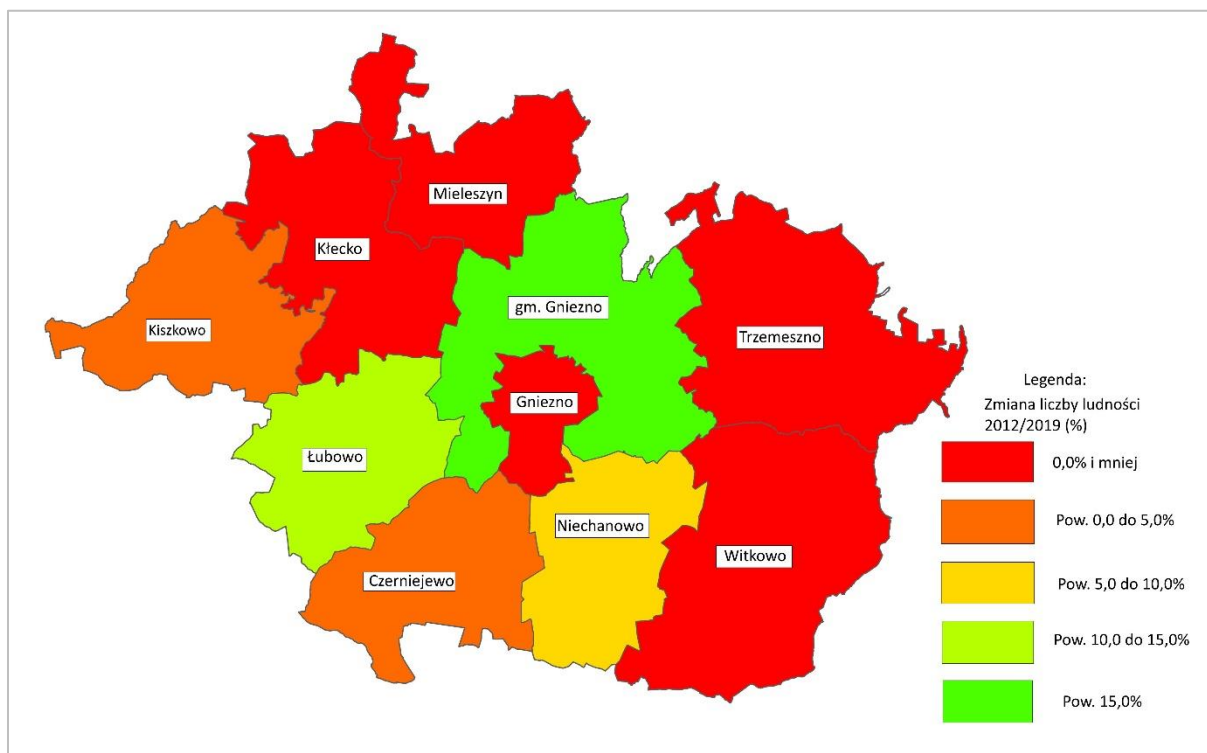 Mieleszyn
Kłecko
gm. Gniezno
Kiszkowo
Trzemeszno
Gniezno
Łubowo
Niechanowo
Witkowo
Czerniejewo
Legenda:
Zmiana liczby ludności
2012/2019 (%)
0,0% i mniej
Pow. 0,0 do 5,0%
Pow. 5,0 do 10,0%
Pow. 10,0 do 15,0%
Pow. 15,0%